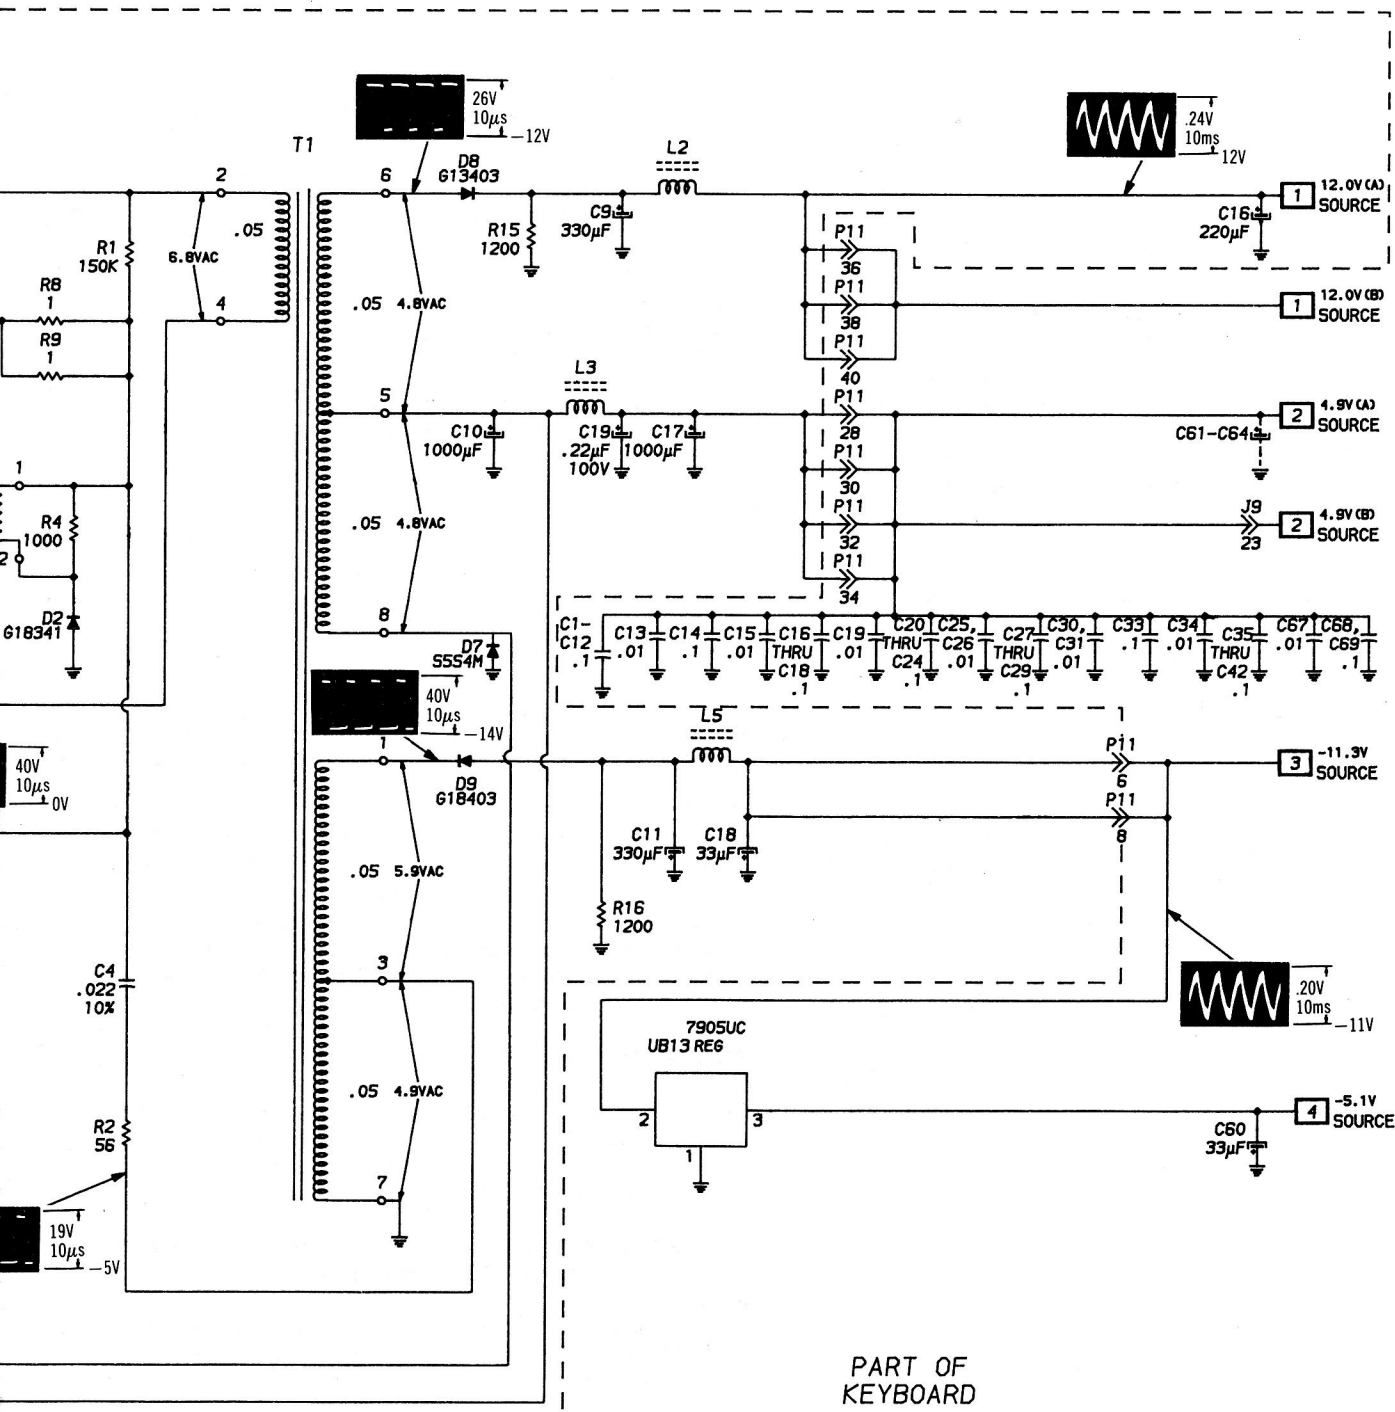 26V
10μs
—12V
.24V
10ms
12V
T1
D8
G13403
L2
2
6
R1
150K
6.8VAC
.05
R15
1200
C9
330μF
C16
220μF
1
12.0V(A)
SOURCE
P11
36
R8
1
R9
1
4
.05 4.8VAC
P11
38
1
12.0V(B)
SOURCE
P11
40
L3
5
C10
1000μF
C19
.22μF
100V
C17
1000μF
P11
28
C61-C64
2
4.9V(A)
SOURCE
P11
30
1
R4
1000
2
.05 4.8VAC
P11
32
J9
23
2
4.9V(B)
SOURCE
P11
34
D2
G18341
8
D7
S5S4M
C1-
C12
.1
C13
.01
C14
.1
C15
.01
C16
THRU
C18
.1
C19
.01
C20
THRU
C24
.1
C25,
C26
.01
C27
THRU
C29
.1
C30,
C31
.01
C33
.1
C34
.01
C35
THRU
C42
.1
C67
.01
C68,
C69
.1
40V
10μs
—14V
L5
40V
10μs
0V
1
D9
G18403
P11
6
3
-11.3V
SOURCE
P11
8
C11
330μF
C18
33μF
.05 5.9VAC
R16
1200
C4
.022
10%
3
.20V
10ms
—11V
7905UC
UB13 REG
.05 4.9VAC
2
3
1
C60
33μF
4
-5.1V
SOURCE
R2
56
7
19V
10μs
—5V
PART OF
KEYBOARD